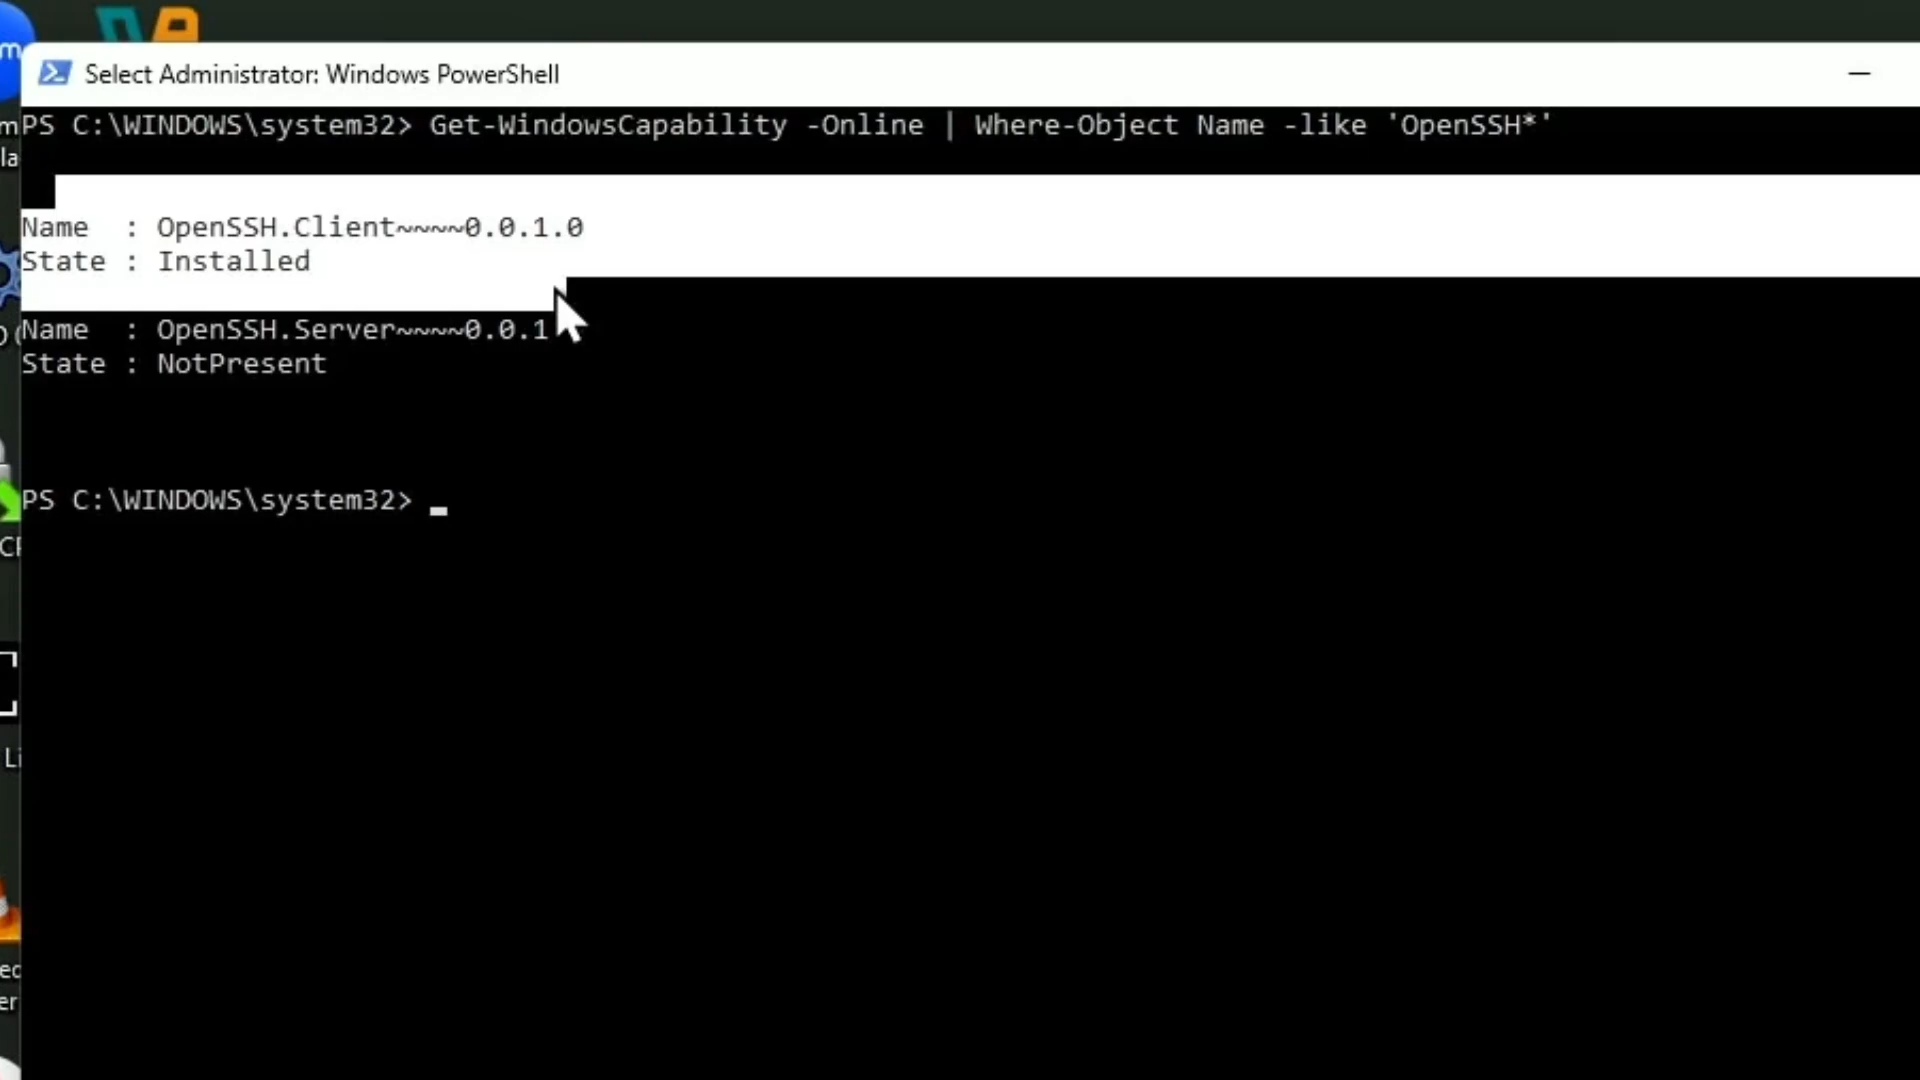 Select Administrator: Windows PowerShell
PS C:\WINDOWS\system32> Get-WindowsCapability -Online | Where-Object Name -like 'OpenSSH*'
Name  : OpenSSH.Client~~~~0.0.1.0
State : Installed
Name  : OpenSSH.Server~~~~0.0.1
State : NotPresent
PS C:\WINDOWS\system32>